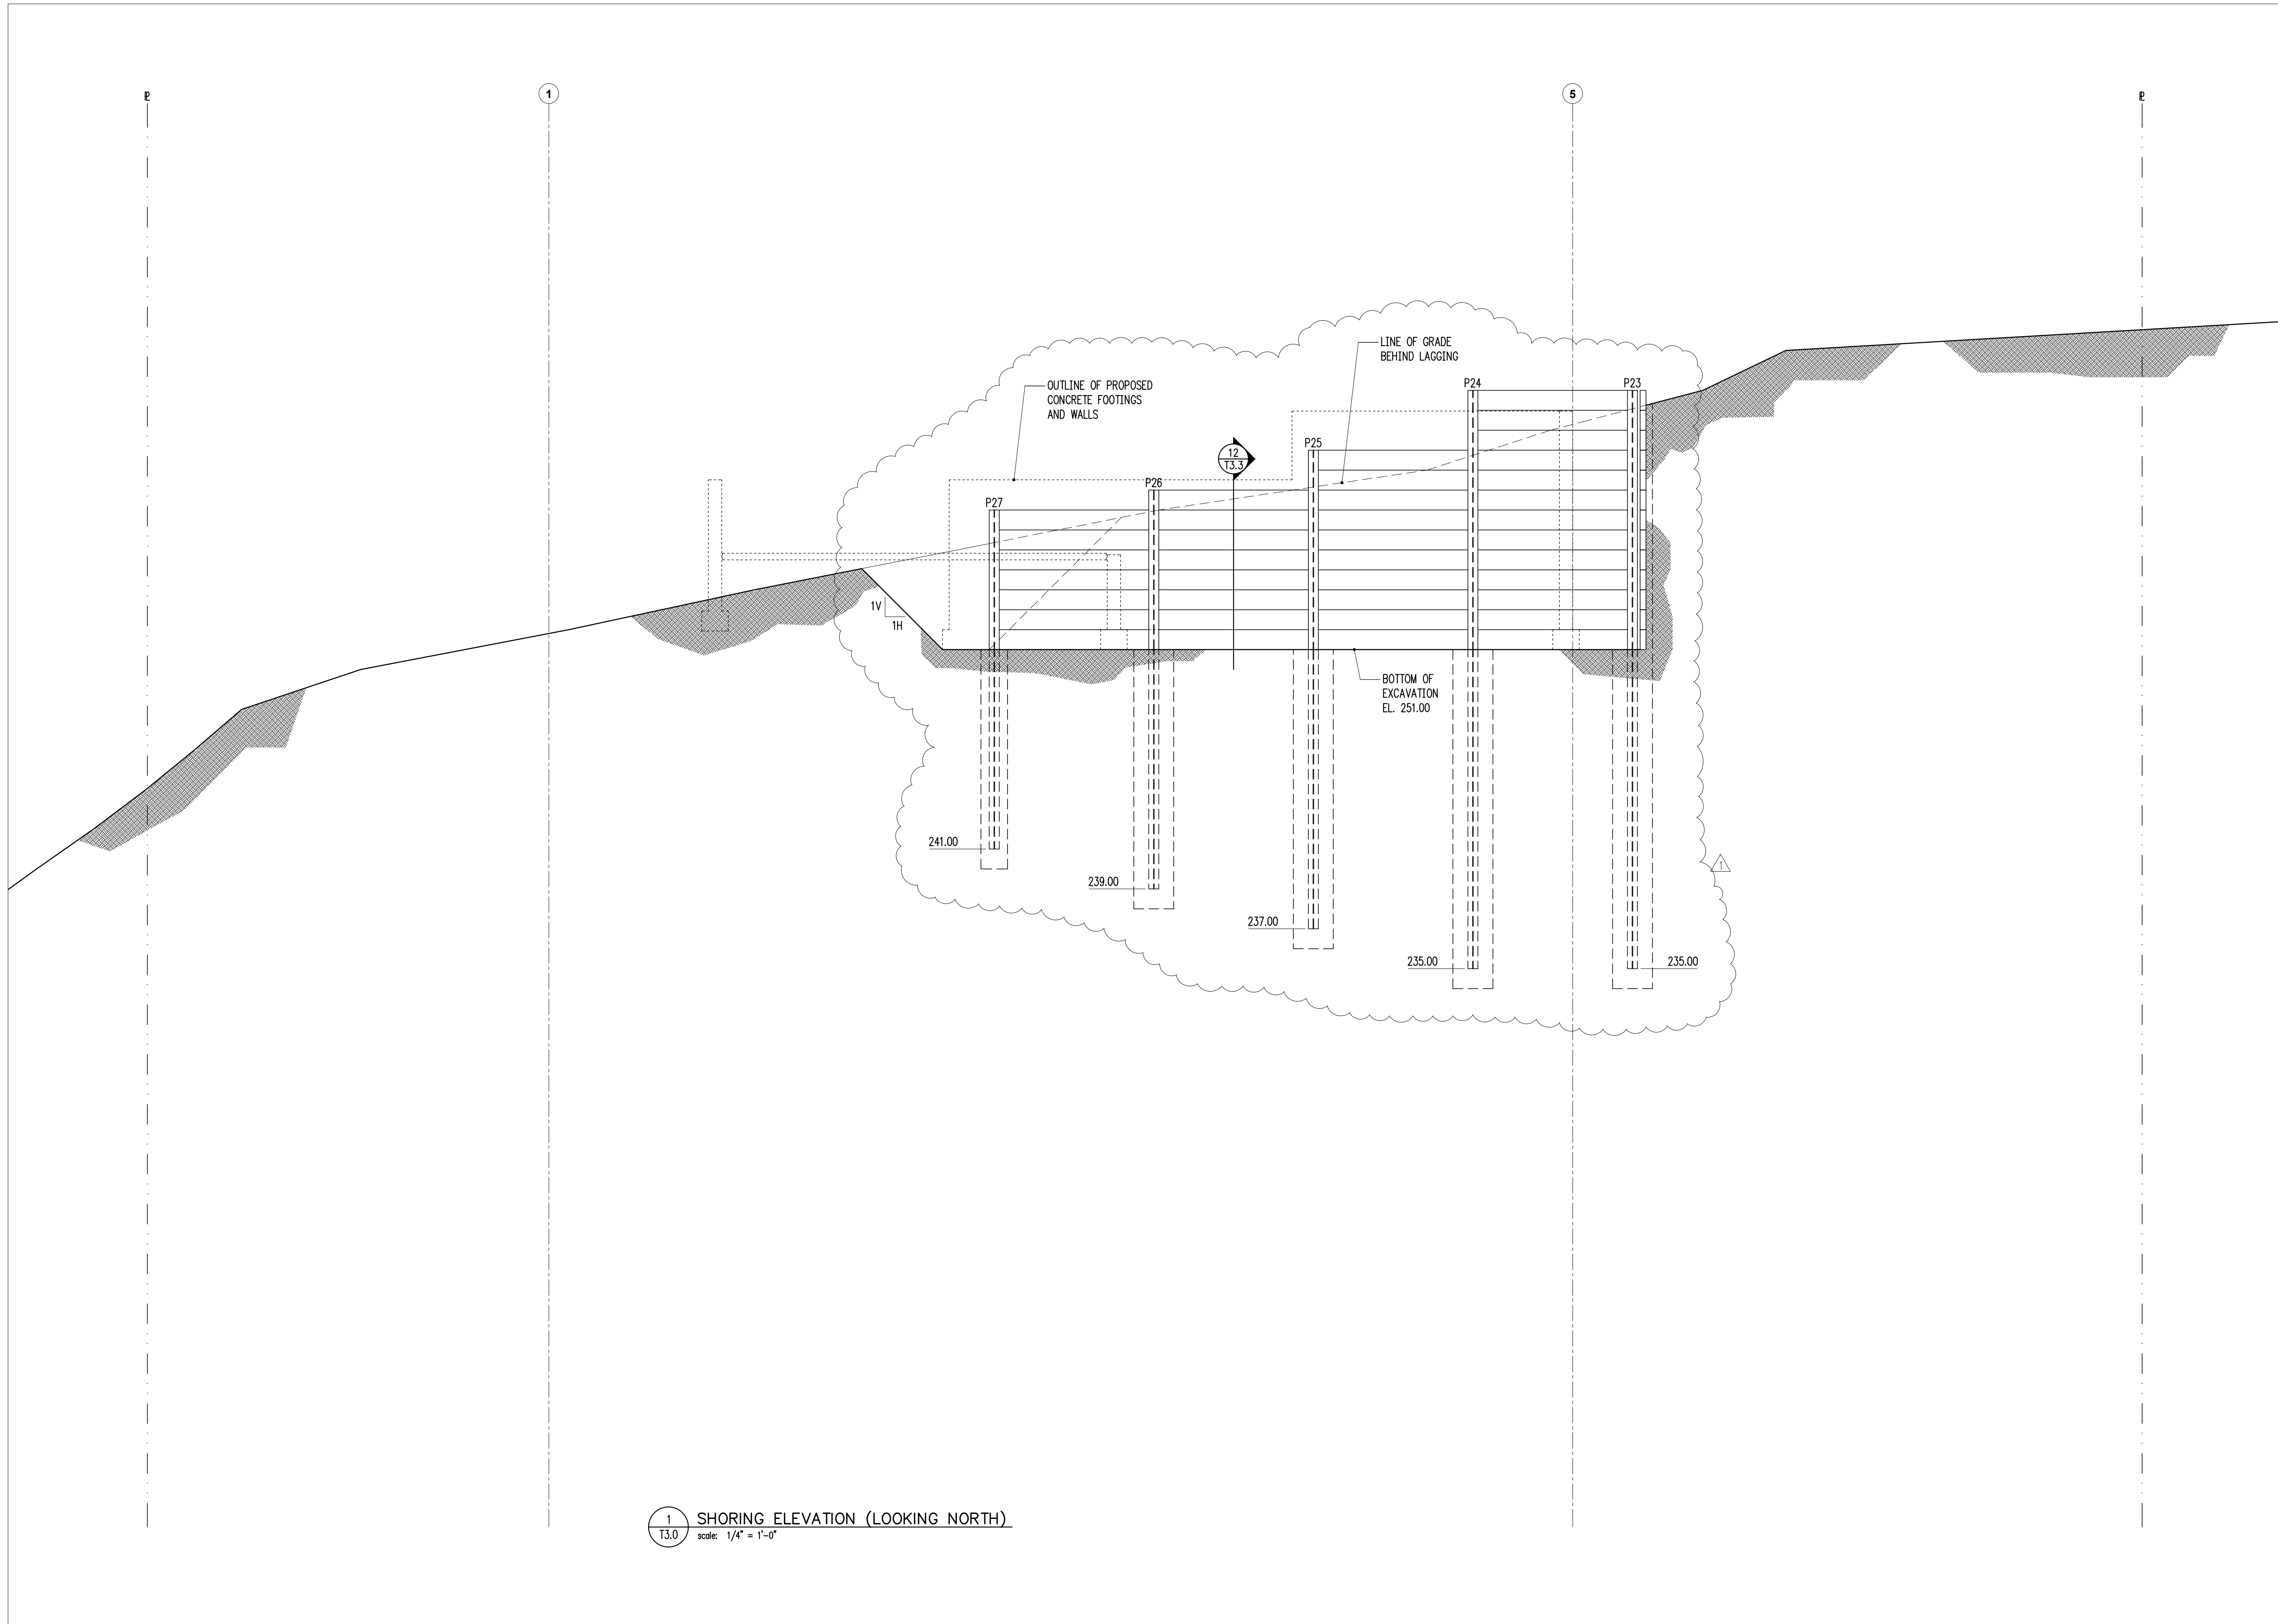 ℄
1
5
℄
LINE OF GRADE
BEHIND LAGGING
OUTLINE OF PROPOSED
CONCRETE FOOTINGS
AND WALLS
P24
P23
P25
12
T3.3
P26
P27
1V
1H
BOTTOM OF
EXCAVATION
EL. 251.00
241.00
239.00
237.00
235.00
235.00
1
1
T3.0
SHORING ELEVATION (LOOKING NORTH)
scale: 1/4" = 1'-0"